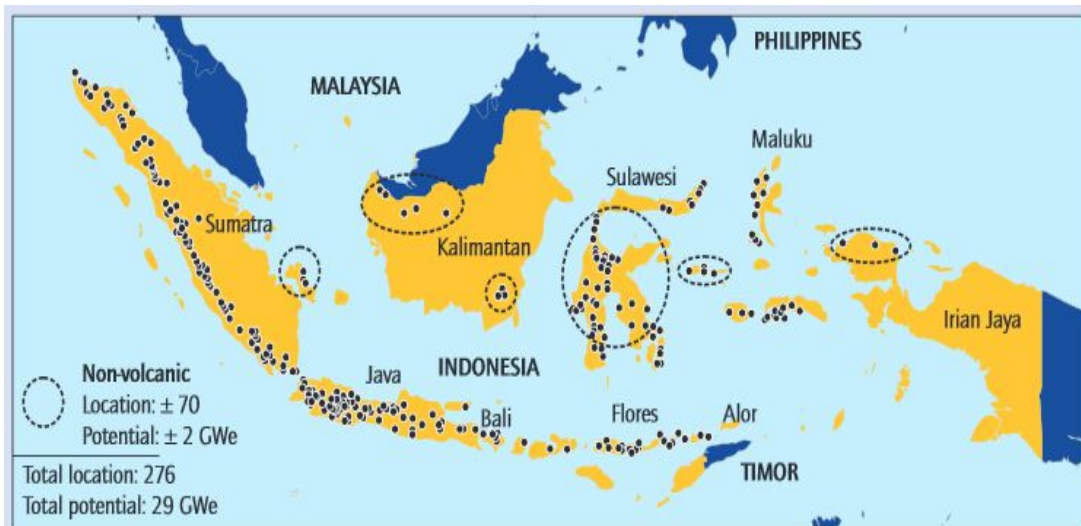 PHILIPPINES
MALAYSIA
Maluku
Sulawesi
Sumatra
Kalimantan
Irian Jaya
INDONESIA
Non-volcanic
Location: ± 70
Potential: ± 2 GWe
Java
Bali
Flores
Alor
TIMOR
Total location: 276
Total potential: 29 GWe